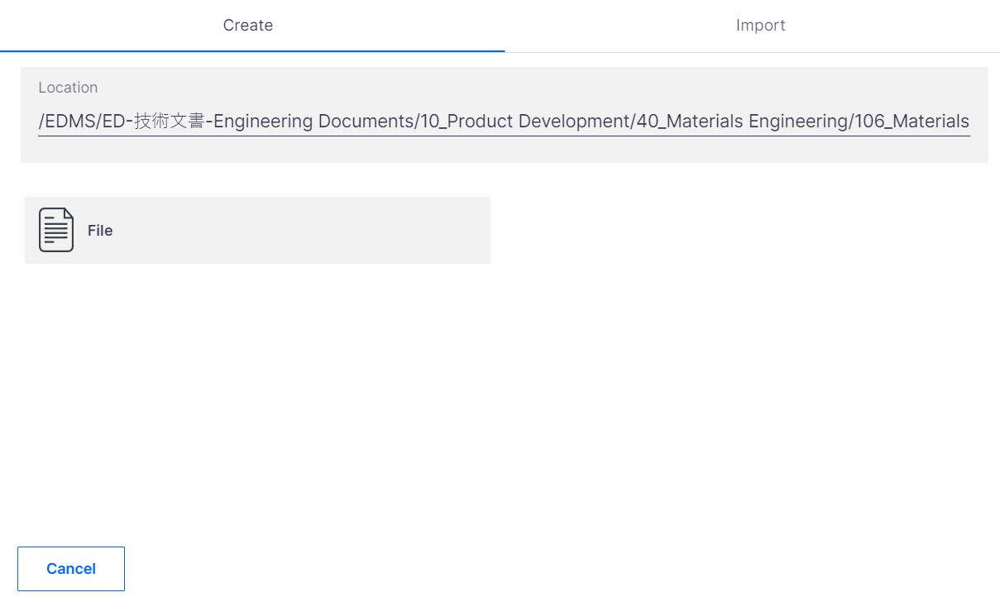 Create
Import
Location
/EDMS/ED-技術文書-Engineering Documents/10_Product Development/40_Materials Engineering/106_Materials
File
Cancel